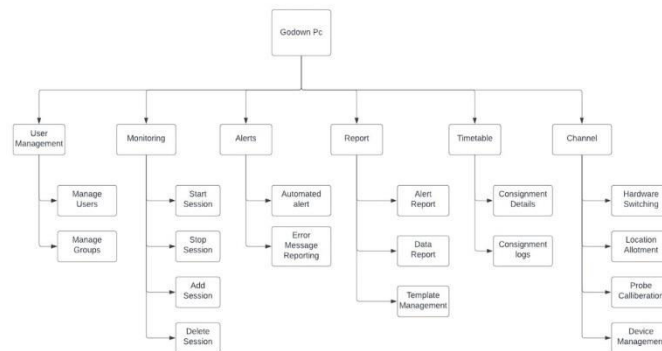 Godown Pc
User
Management
Monitoring
Alerts
Report
Timetable
Channel
Manage
Users
Start
Session
Automated
alert
Alert
Report
Consignment
Details
Hardware
Switching
Manage
Groups
Stop
Session
Error
Message
Reporting
Data
Report
Consignment
logs
Location
Allotment
Add
Session
Template
Management
Probe
Calliberation
Delete
Session
Device
Management